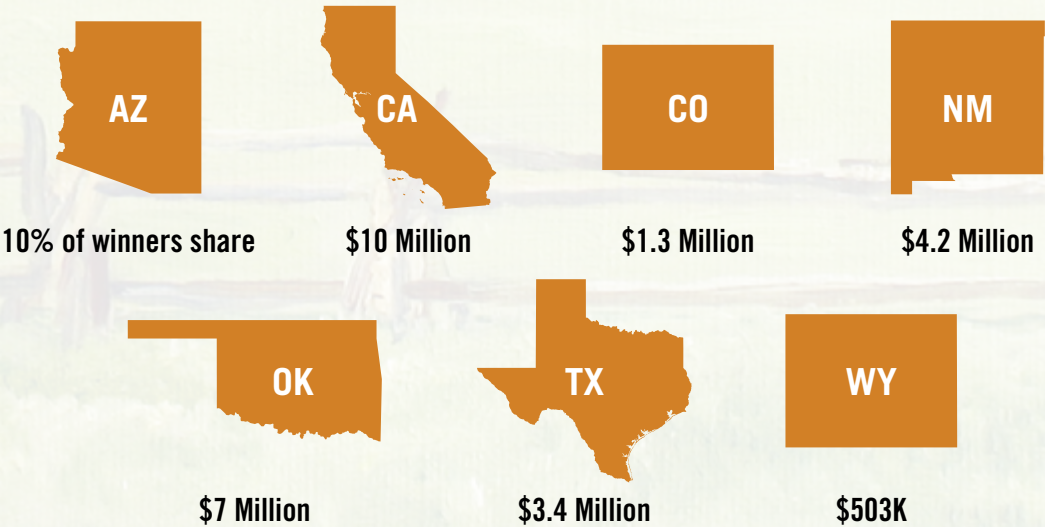 AZ
CA
CO
NM
10% of winners share
$10 Million
$1.3 Million
$4.2 Million
OK
TX
WY
$7 Million
$3.4 Million
$503K